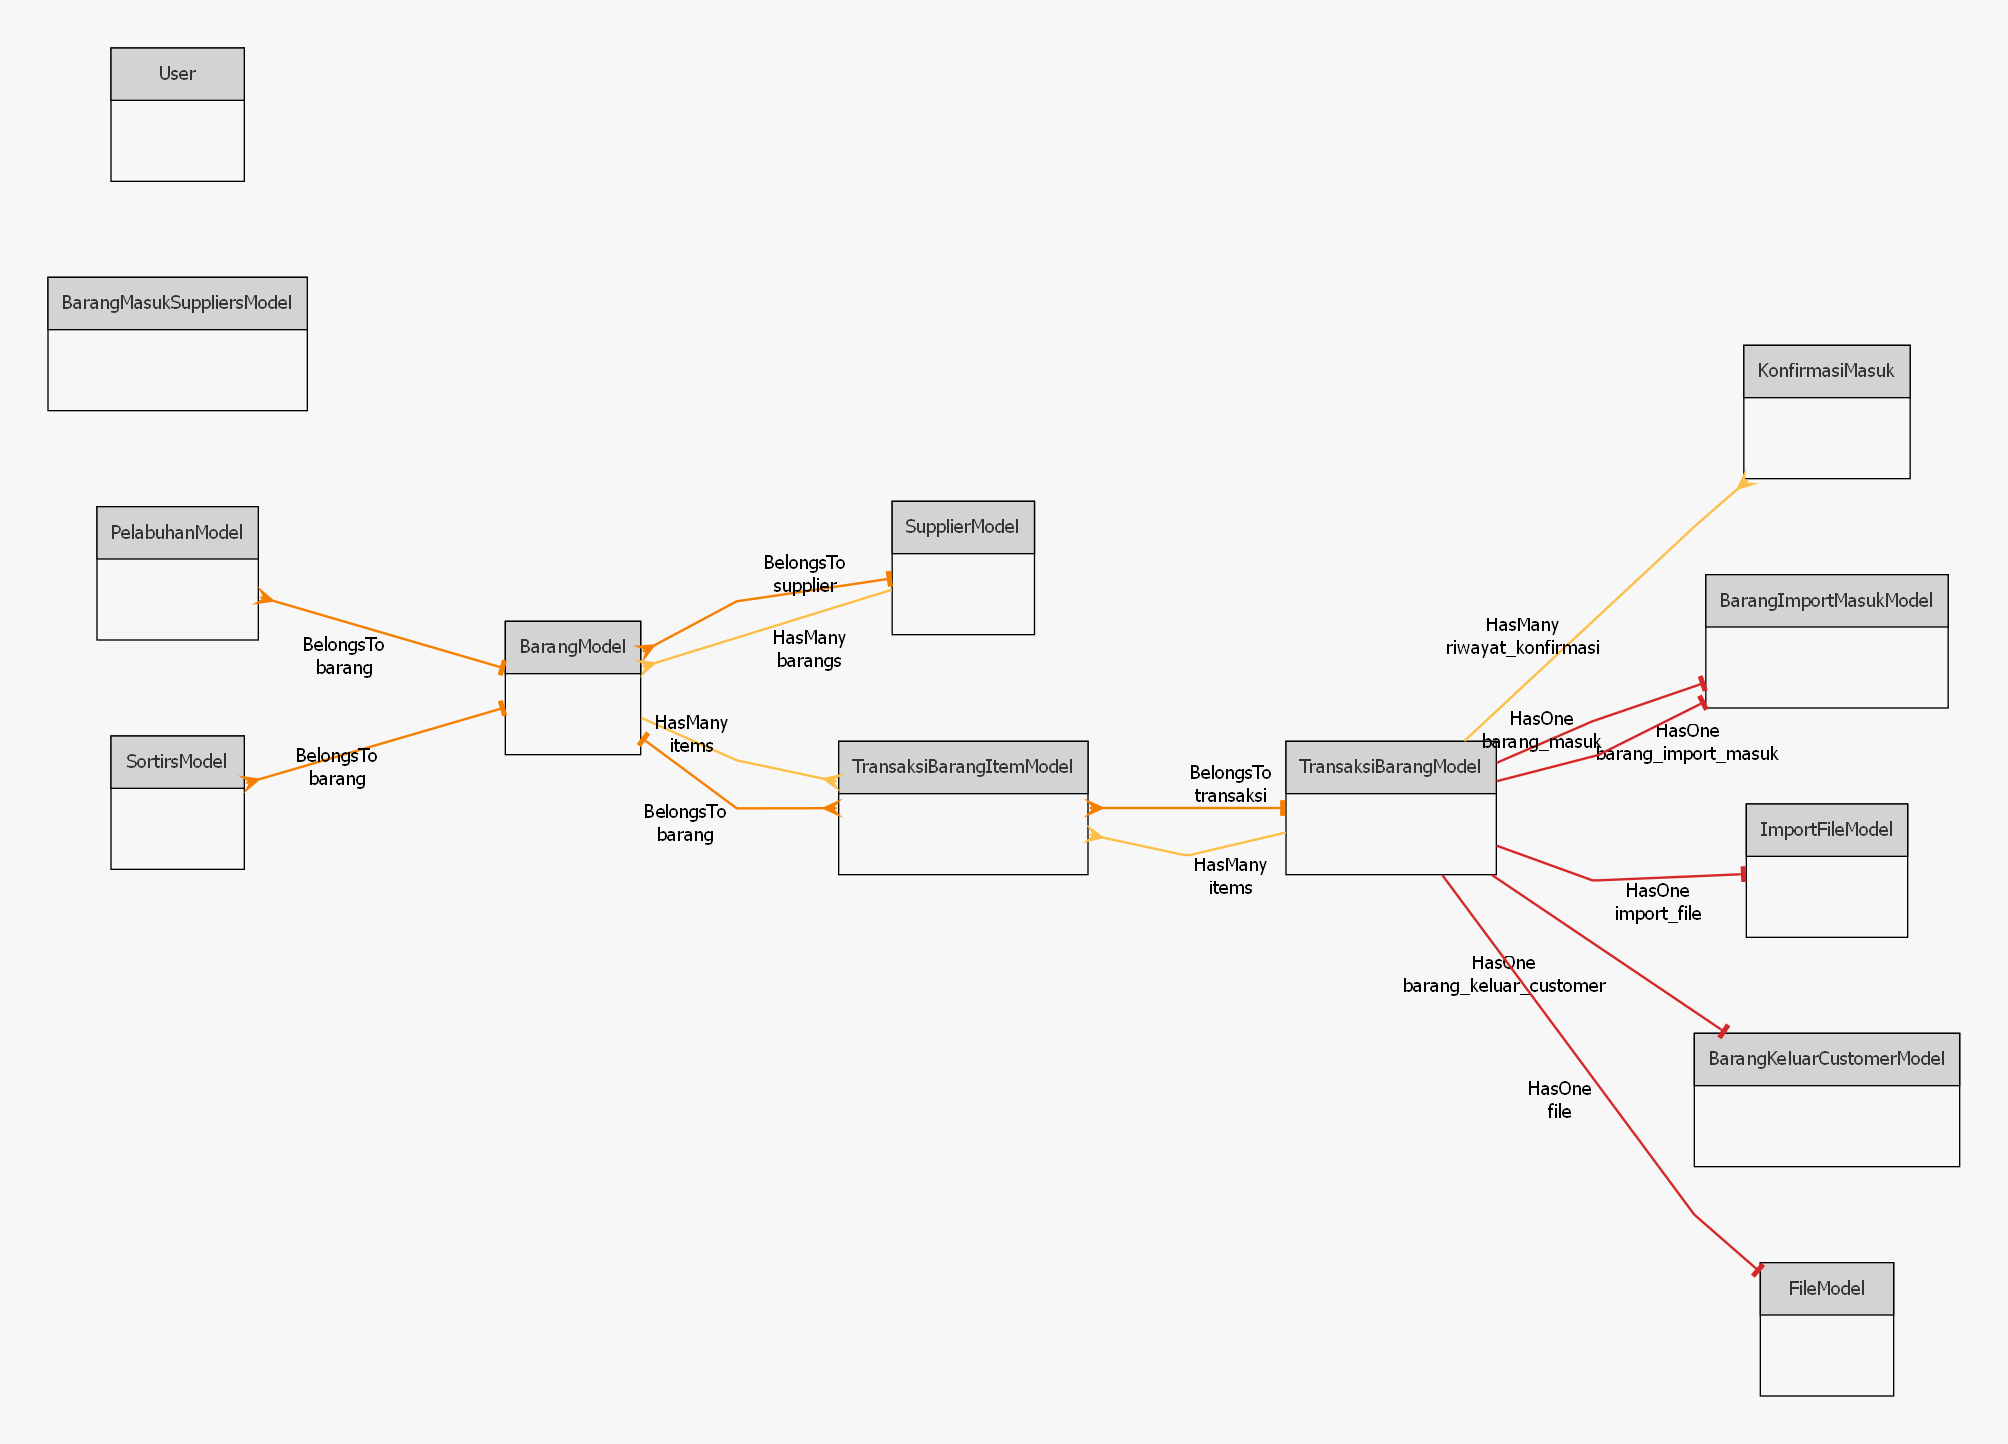 User
BarangMasukSuppliersModel
KonfirmasiMasuk
PelabuhanModel
SupplierModel
BelongsTo
supplier
BarangImportMasukModel
HasMany
riwayat_konfirmasi
BelongsTo
barang
BarangModel
HasMany
barangs
HasOne
barang_masuk
HasOne
barang_import_masuk
HasMany
items
SortirsModel
BelongsTo
barang
TransaksiBarangItemModel
BelongsTo
transaksi
TransaksiBarangModel
BelongsTo
barang
HasMany
items
ImportFileModel
HasOne
import_file
HasOne
barang_keluar_customer
BarangKeluarCustomerModel
HasOne
file
FileModel